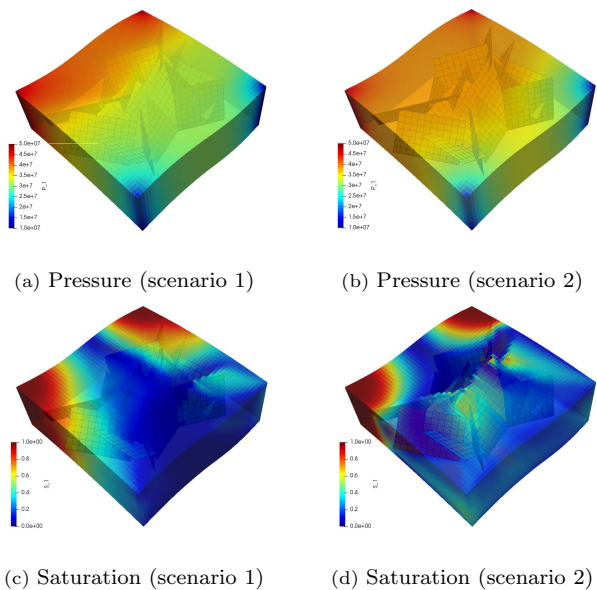 5.0e+07
4.5e+7
4e+7
3.5e+7
3e+7
2.5e+7
2e+7
1.5e+7
1.0e+07
P_1
5.0e+07
4.5e+7
4e+7
3.5e+7
3e+7
2.5e+7
2e+7
1.5e+7
1.0e+07
P_1
(a) Pressure (scenario 1)
(b) Pressure (scenario 2)
1.0e+00
0.8
0.6
0.4
0.2
0.0e+00
S_1
1.0e+00
0.8
0.6
0.4
0.2
0.0e+00
S_1
(c) Saturation (scenario 1)
(d) Saturation (scenario 2)